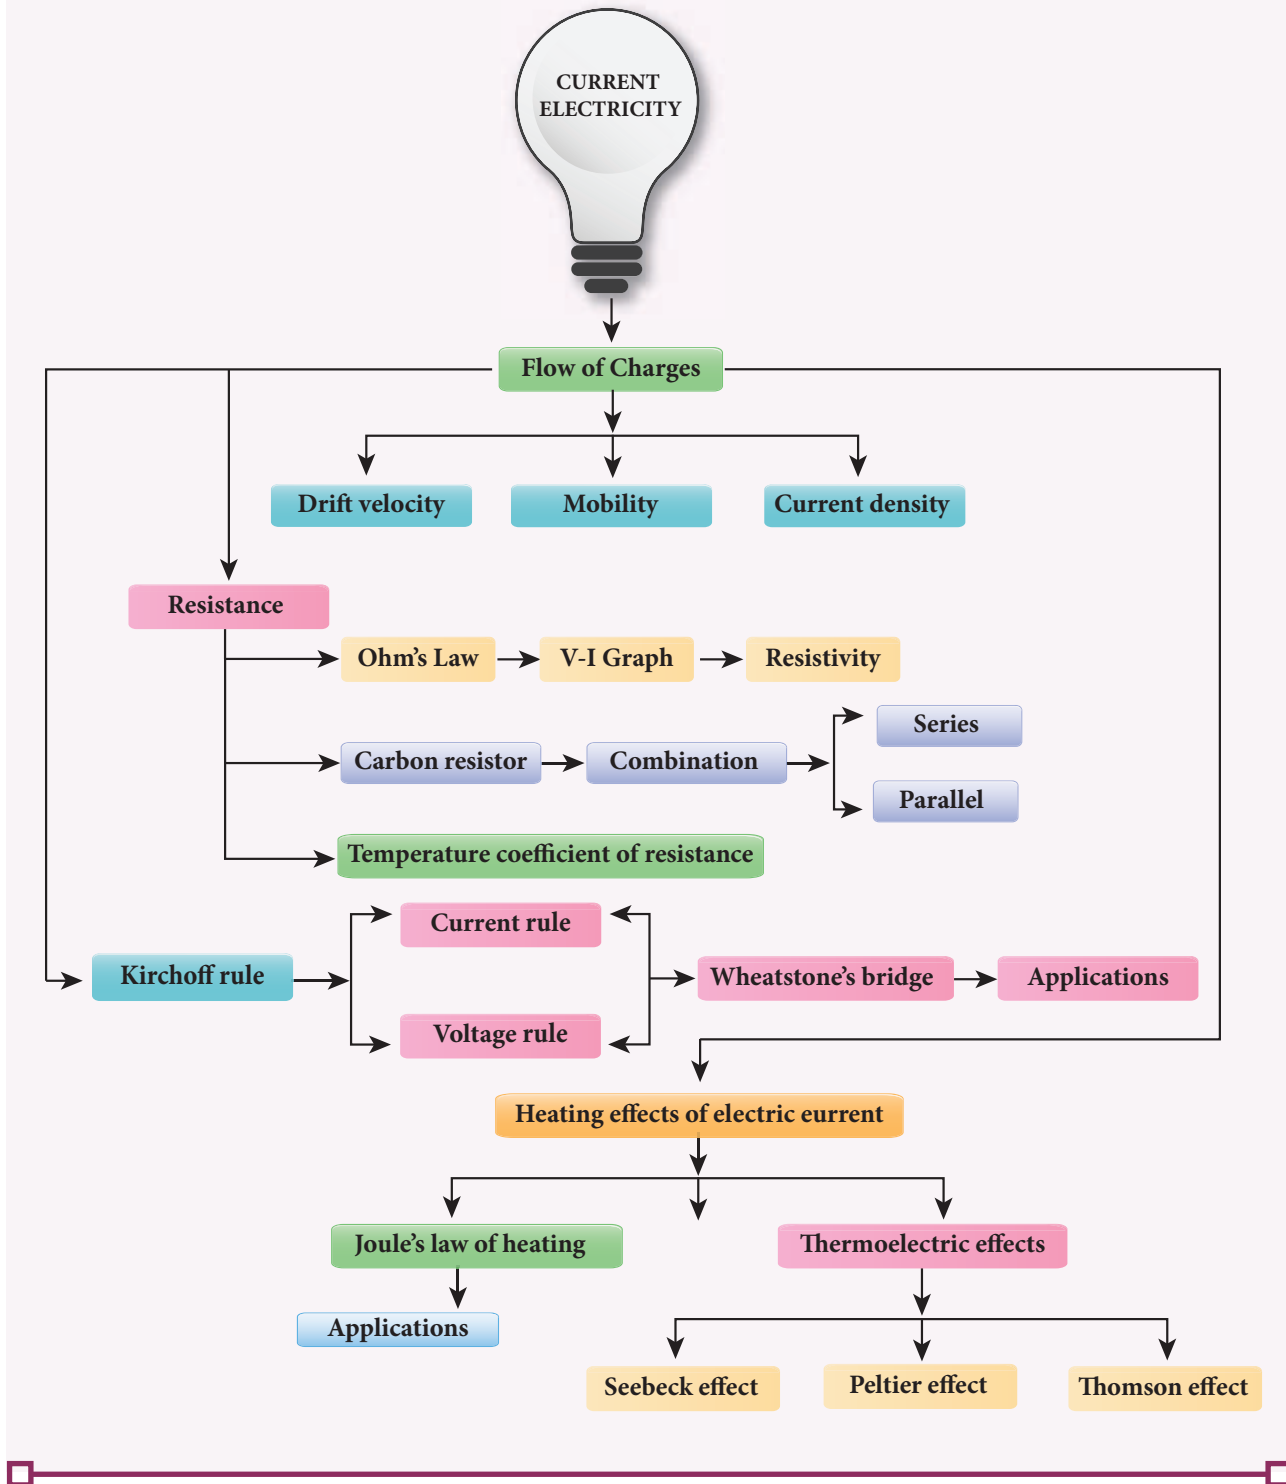 CURRENT
ELECTRICITY
Flow of Charges
Drift velocity
Mobility
Current density
Resistance
Ohm's Law
V-I Graph
Resistivity
Series
Carbon resistor
Combination
Parallel
Temperature coefficient of resistance
Current rule
Kirchoff rule
Wheatstone's bridge
Applications
Voltage rule
Heating effects of electric eurrent
Joule's law of heating
Thermoelectric effects
Applications
Seebeck effect
Peltier effect
Thomson effect